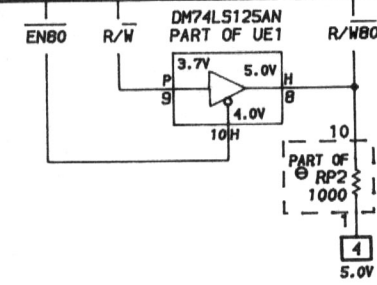 DM74LS125AN
PART OF UE1
EN80
R/W
R/W80
3.7V
5.0V
P
H
9
8
4.0V
10 H
10
PART OF
⊖ RP2
1000
1
4
5.0V